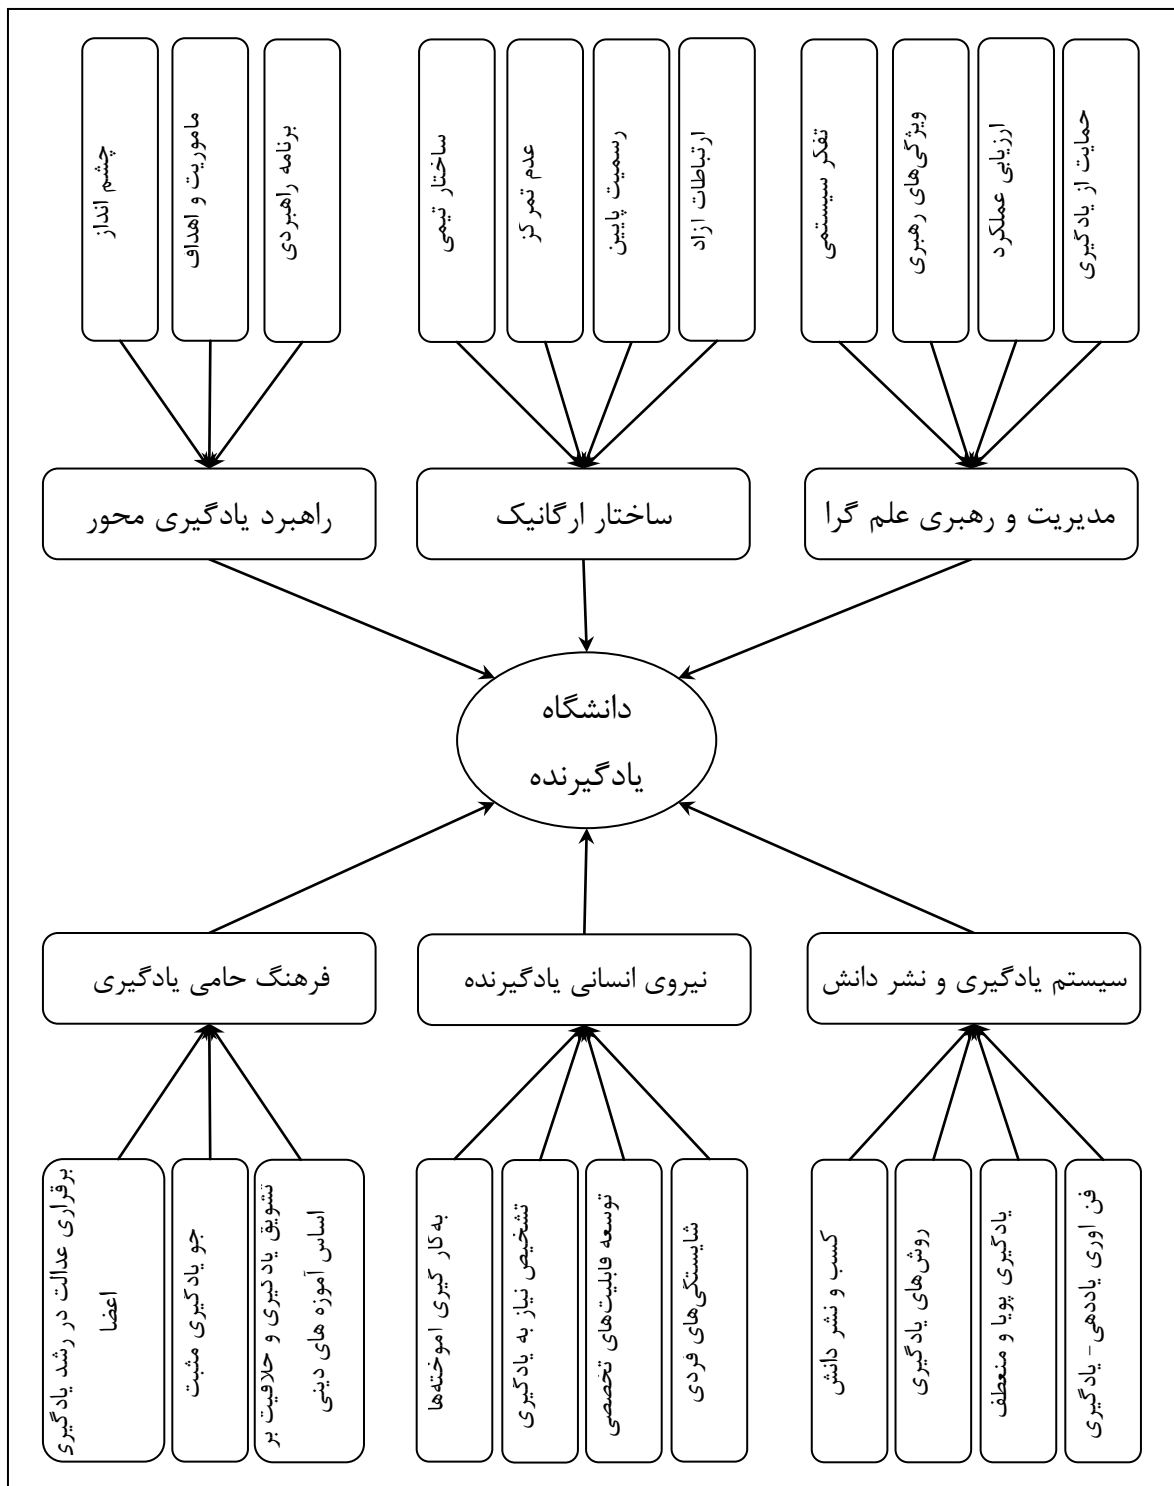 چشم انداز
ماموریت و اهداف
برنامه راهبردی
ساختار تیمی
عدم تمرکز
رسمیت پایین
ارتباطات ازاد
تفکر سیستمی
ویژگی‌های رهبری
ارزیابی عملکرد
حمایت از یادگیری
راهبرد یادگیری محور
ساختار ارگانیک
مدیریت و رهبری علم گرا
دانشگاه
یادگیرنده
فرهنگ حامی یادگیری
نیروی انسانی یادگیرنده
سیستم یادگیری و نشر دانش
برقراری عدالت در رشد یادگیری
اعضا
جو یادگیری مثبت
تشویق یادگیری و خلاقیت بر
اساس آموزه های دینی
به‌کار گیری اموخته‌ها
تشخیص نیاز به یادگیری
توسعه قابلیت‌های تخصصی
شایستگی‌های فردی
کسب و نشر دانش
روش‌های یادگیری
یادگیری پویا و منعطف
فن اوری یاددهی- یادگیری